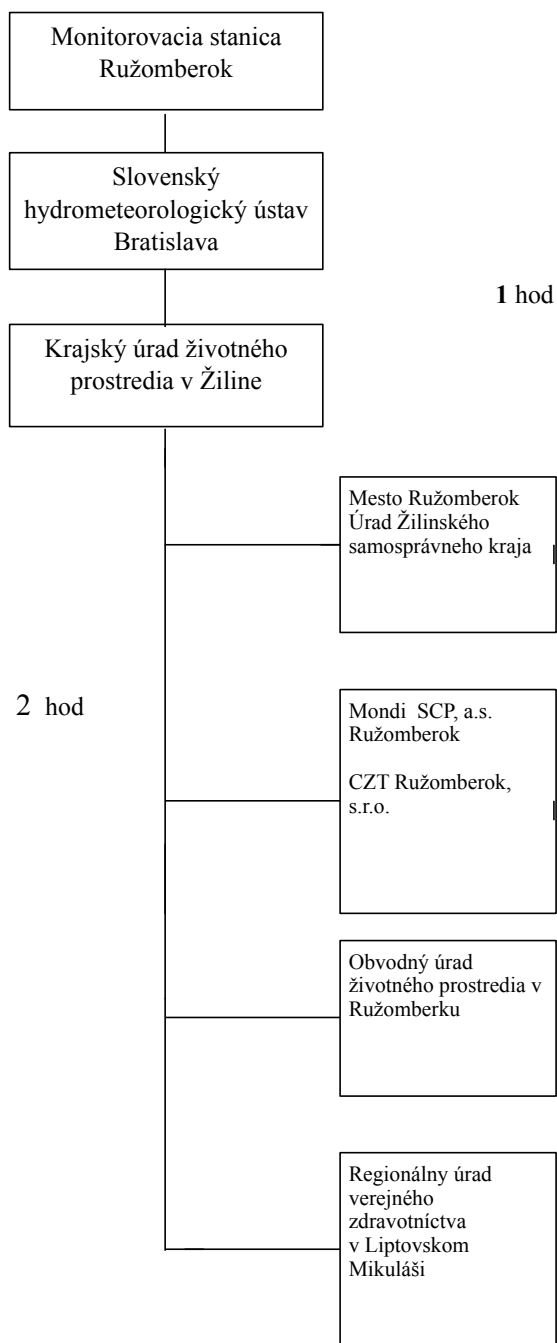 Monitorovacia stanica
Ružomberok
Slovenský
hydrometeorologický ústav
Bratislava
1 hod
Krajský úrad životného
prostredia v Žiline
Mesto Ružomberok
Úrad Žilinského
samosprávneho kraja
2 hod
Mondi SCP, a.s.
Ružomberok
CZT Ružomberok,
s.r.o.
Obvodný úrad
životného prostredia v
Ružomberku
Regionálny úrad
verejného
zdravotníctva
v Liptovskom
Mikuláši